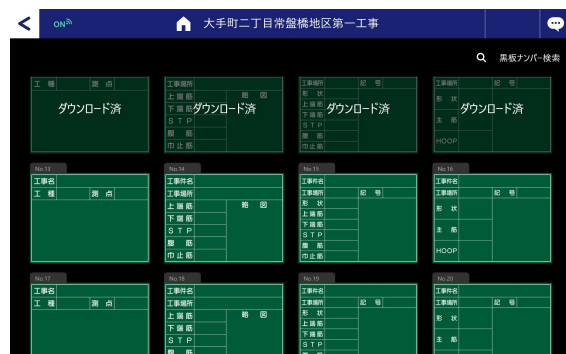 ON
大手町二丁目常盤橋地区第一工事
黒板ナンバー検索
工 種 測 点
ダウンロード済
工事場所
上 端 筋 略 図
下 端 筋
ダウンロード済
S T P
腹 筋
巾 止 筋
工事場所 記 号
形 状
上 端 筋
ダウンロード済
下 端 筋
S T P
腹 筋
巾 止 筋
工事場所 記 号
形 状
ダウンロード済
主 筋
HOOP
No.13
工事名
工 種 測 点
No.14
工事件名
工事場所
上 端 筋 略 図
下 端 筋
S T P
腹 筋
巾 止 筋
No.15
工事件名
工事場所 記 号
形 状
上 端 筋
下 端 筋
S T P
腹 筋
巾 止 筋
No.16
工事件名
工事場所 記 号
形 状
主 筋
HOOP
No.17
工事名
工 種 測 点
No.18
工事件名
工事場所
上 端 筋 略 図
下 端 筋
S T P
No.19
工事件名
工事場所 記 号
形 状
上 端 筋
下 端 筋
S T P
No.20
工事件名
工事場所 記 号
形 状
主 筋